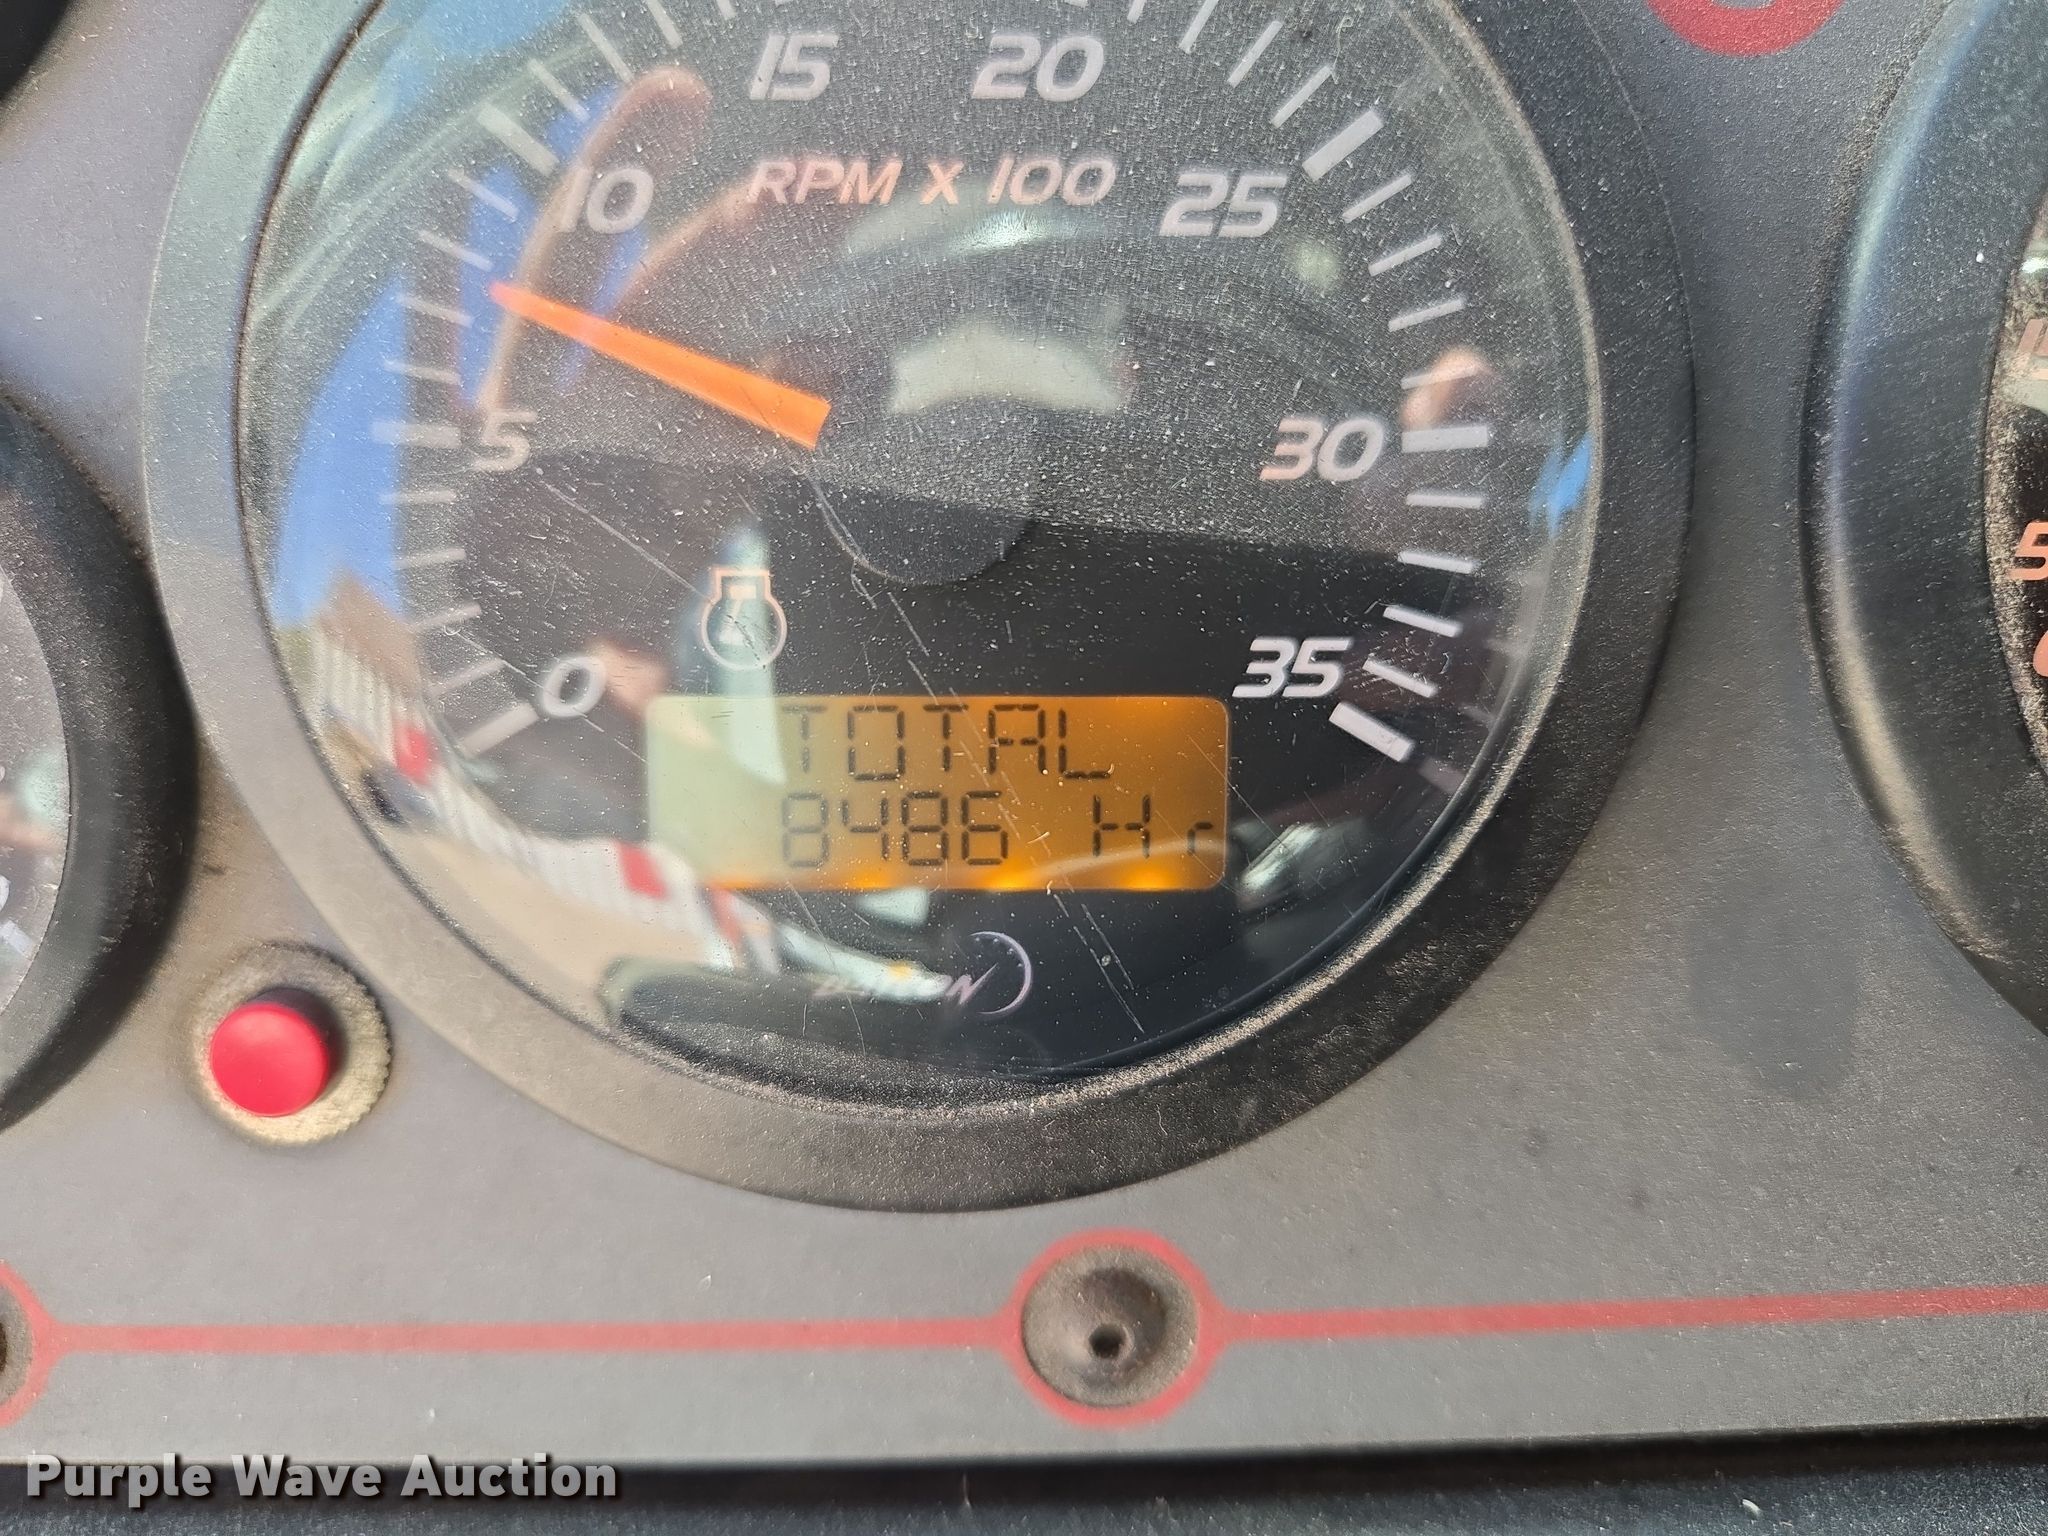 15 20
RPM X 100
10 25
5 30
0 35
TOTAL
8486 Hr
Purple Wave Auction